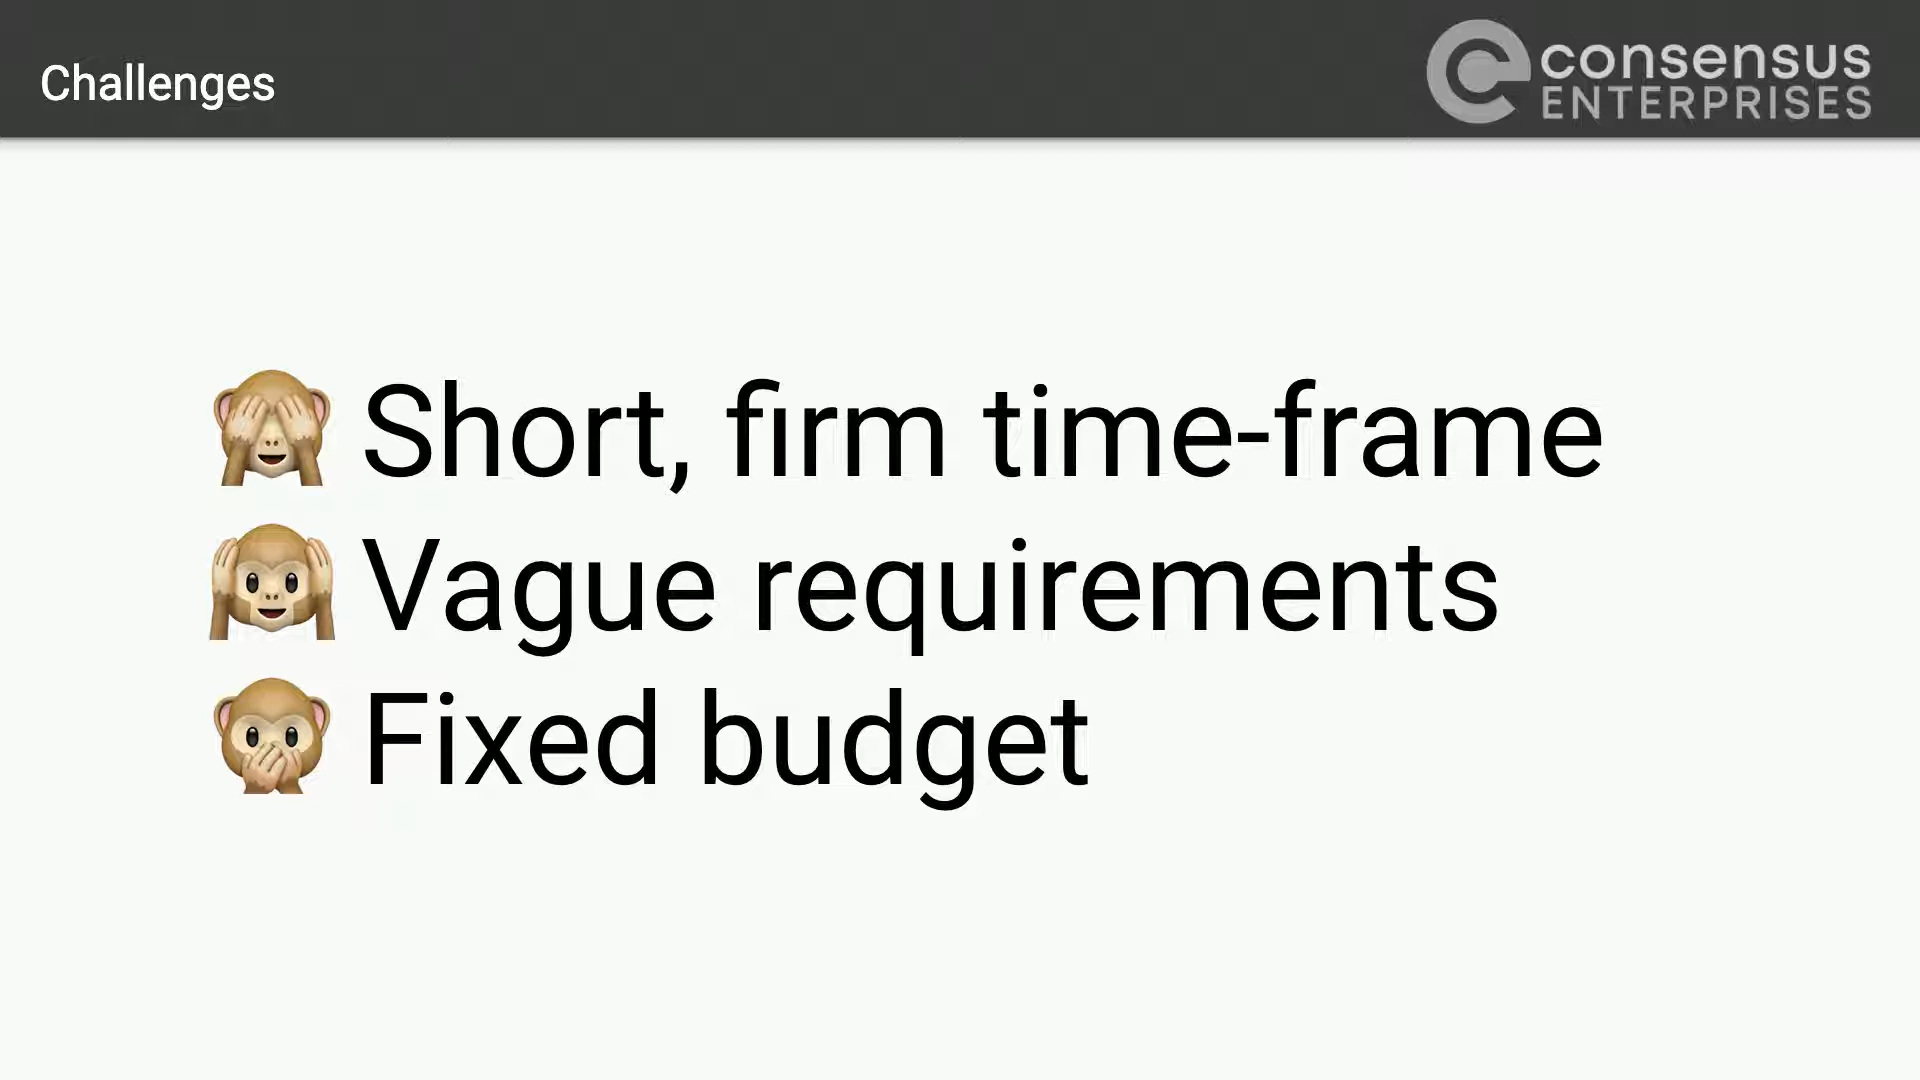 Challenges
consensus
ENTERPRISES
🙈 Short, firm time-frame
🙉 Vague requirements
🙊 Fixed budget